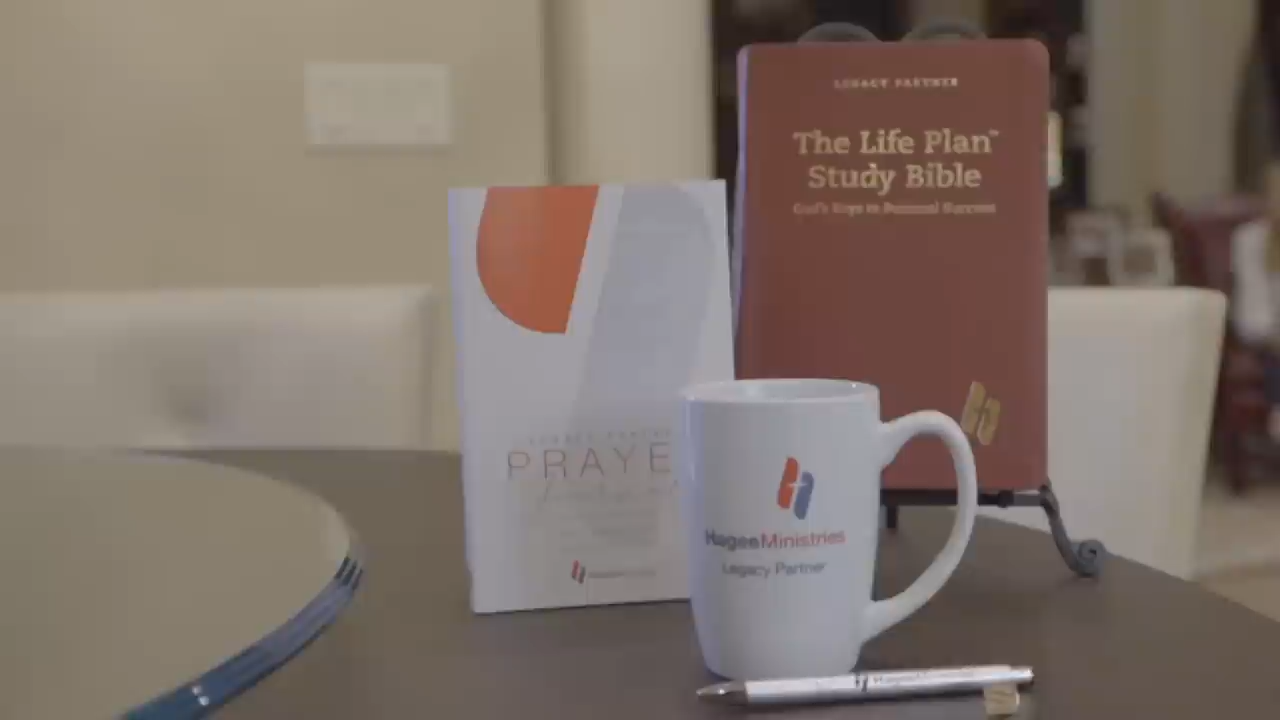 LEGACY PARTNER
The Life Plan™
Study Bible
God's Keys to Personal Success
PRAYE
HageeMinistries
Legacy Partner